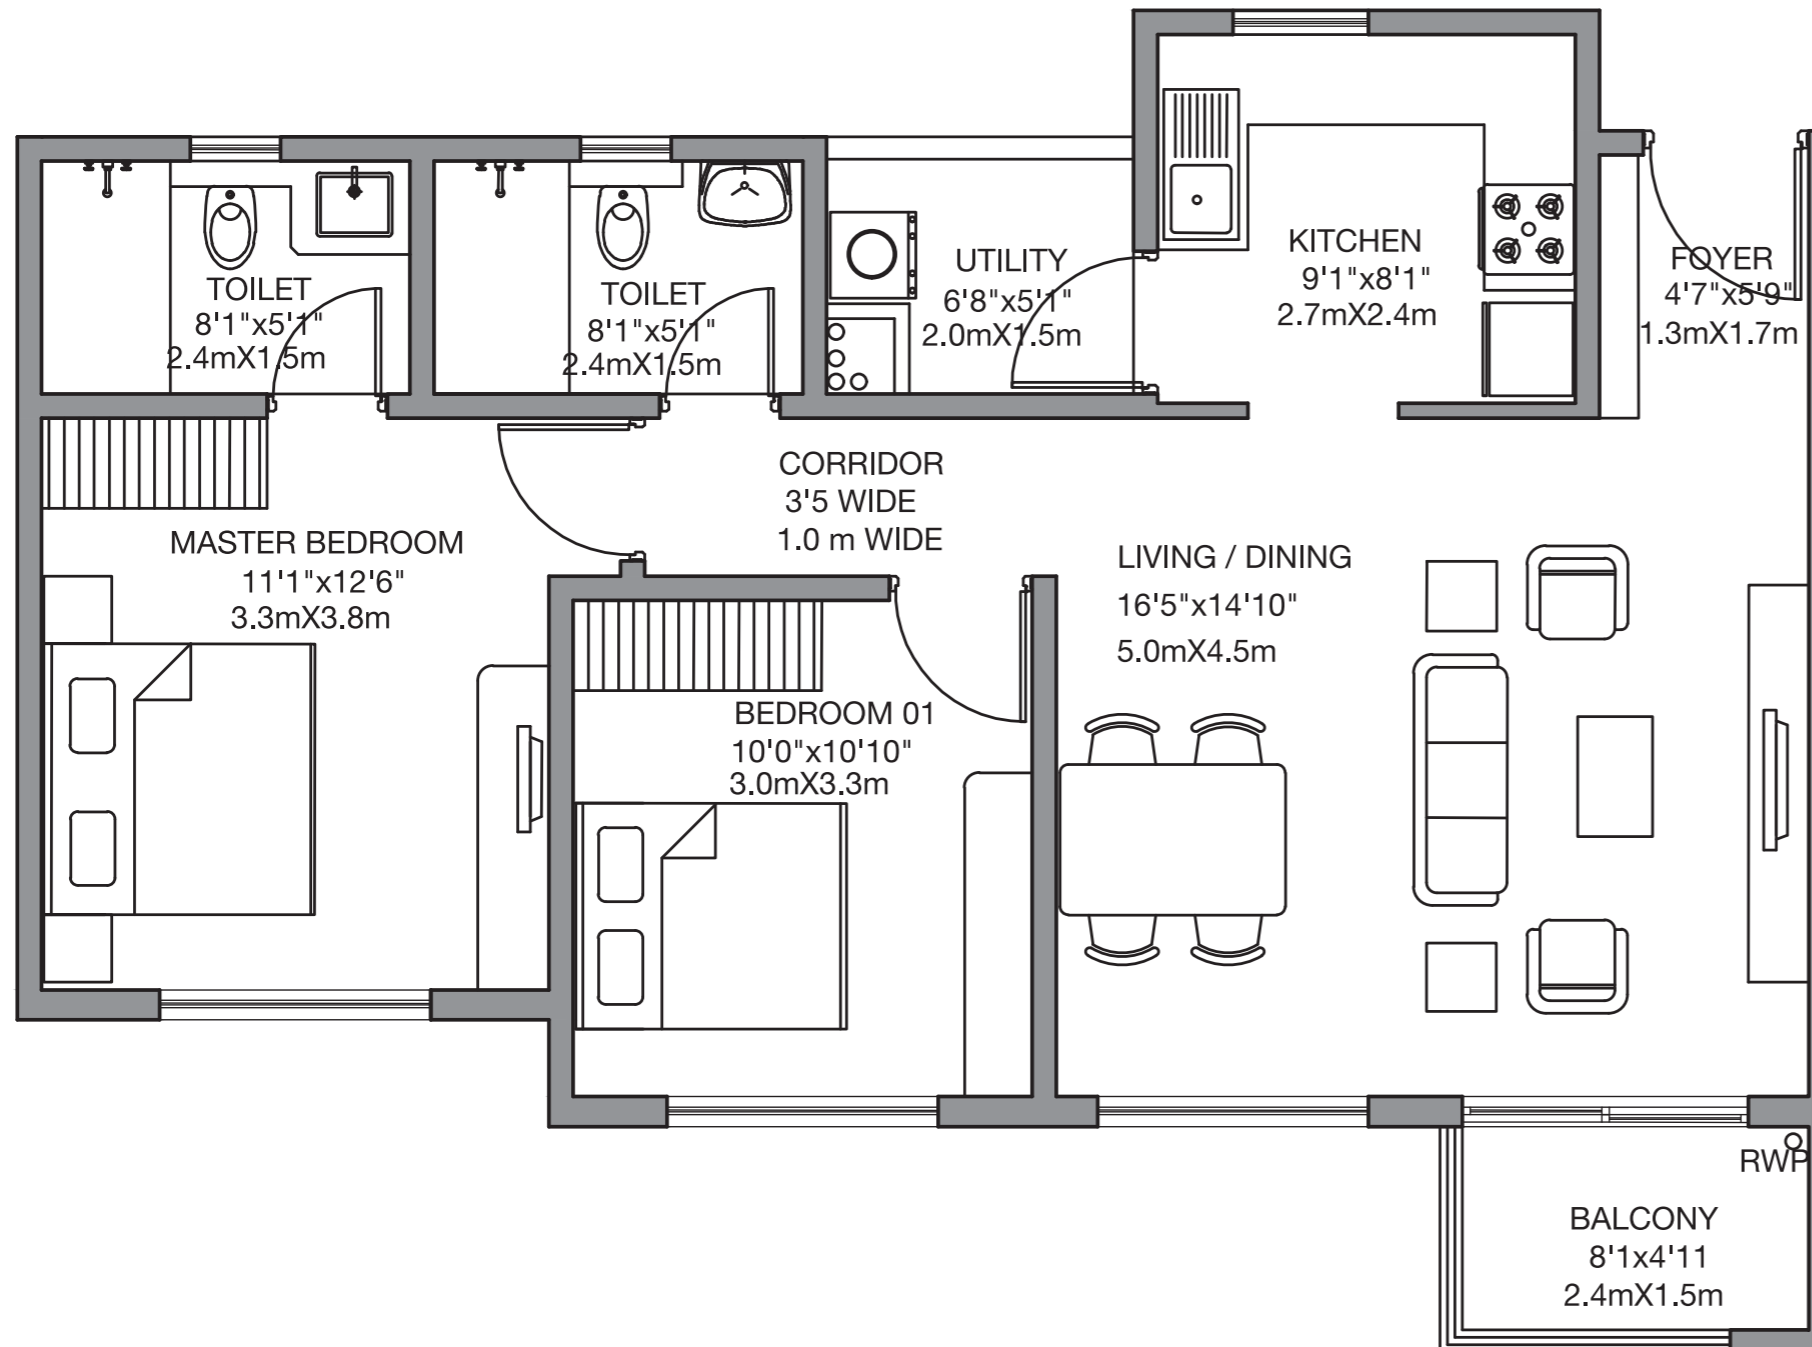 TOILET
8'1"x5'1"
2.4mX1.5m
TOILET
8'1"x5'1"
2.4mX1.5m
UTILITY
6'8"x5'1"
2.0mX1.5m
KITCHEN
9'1"x8'1"
2.7mX2.4m
FOYER
4'7"x5'9"
1.3mX1.7m
MASTER BEDROOM
11'1"x12'6"
3.3mX3.8m
CORRIDOR
3'5 WIDE
1.0 m WIDE
LIVING / DINING
16'5"x14'10"
5.0mX4.5m
BEDROOM 01
10'0"x10'10"
3.0mX3.3m
RWP
BALCONY
8'1x4'11
2.4mX1.5m